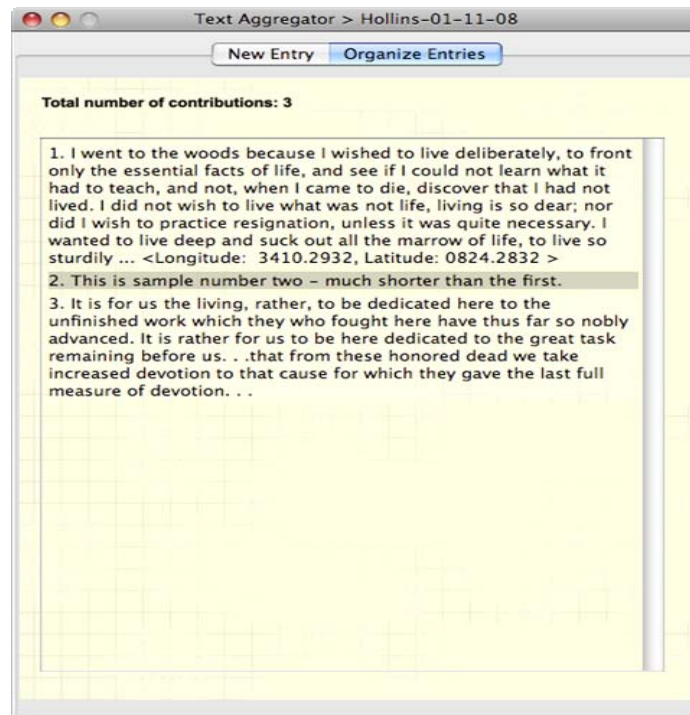 Text Aggregator > Hollins-01-11-08
New Entry Organize Entries
Total number of contributions: 3
1. I went to the woods because I wished to live deliberately, to front
only the essential facts of life, and see if I could not learn what it
had to teach, and not, when I came to die, discover that I had not
lived. I did not wish to live what was not life, living is so dear; nor
did I wish to practice resignation, unless it was quite necessary. I
wanted to live deep and suck out all the marrow of life, to live so
sturdily ... <Longitude:  3410.2932, Latitude: 0824.2832 >
2. This is sample number two – much shorter than the first.
3. It is for us the living, rather, to be dedicated here to the
unfinished work which they who fought here have thus far so nobly
advanced. It is rather for us to be here dedicated to the great task
remaining before us. . .that from these honored dead we take
increased devotion to that cause for which they gave the last full
measure of devotion. . .